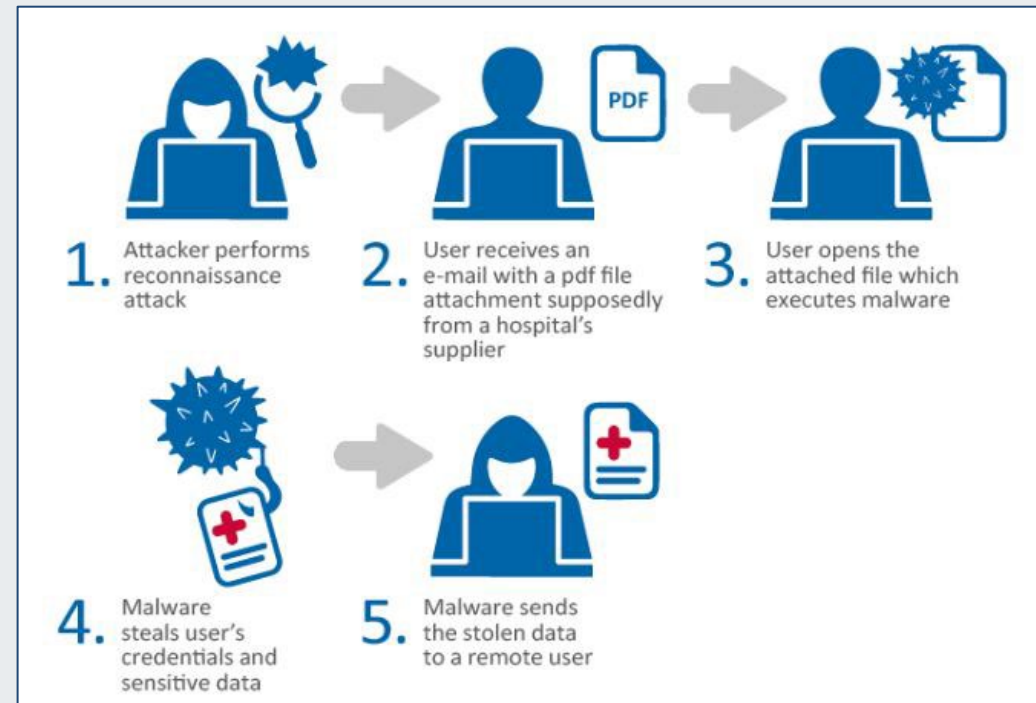 1. Attacker performs
reconnaissance
attack
PDF
2. User receives an
e-mail with a pdf file
attachment supposedly
from a hospital's
supplier
3. User opens the
attached file which
executes malware
4. Malware
steals user's
credentials and
sensitive data
5. Malware sends
the stolen data
to a remote user